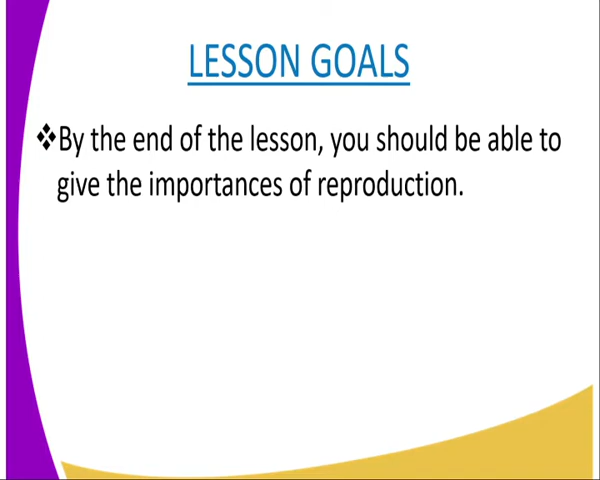 LESSON GOALS
❖By the end of the lesson, you should be able to
give the importances of reproduction.